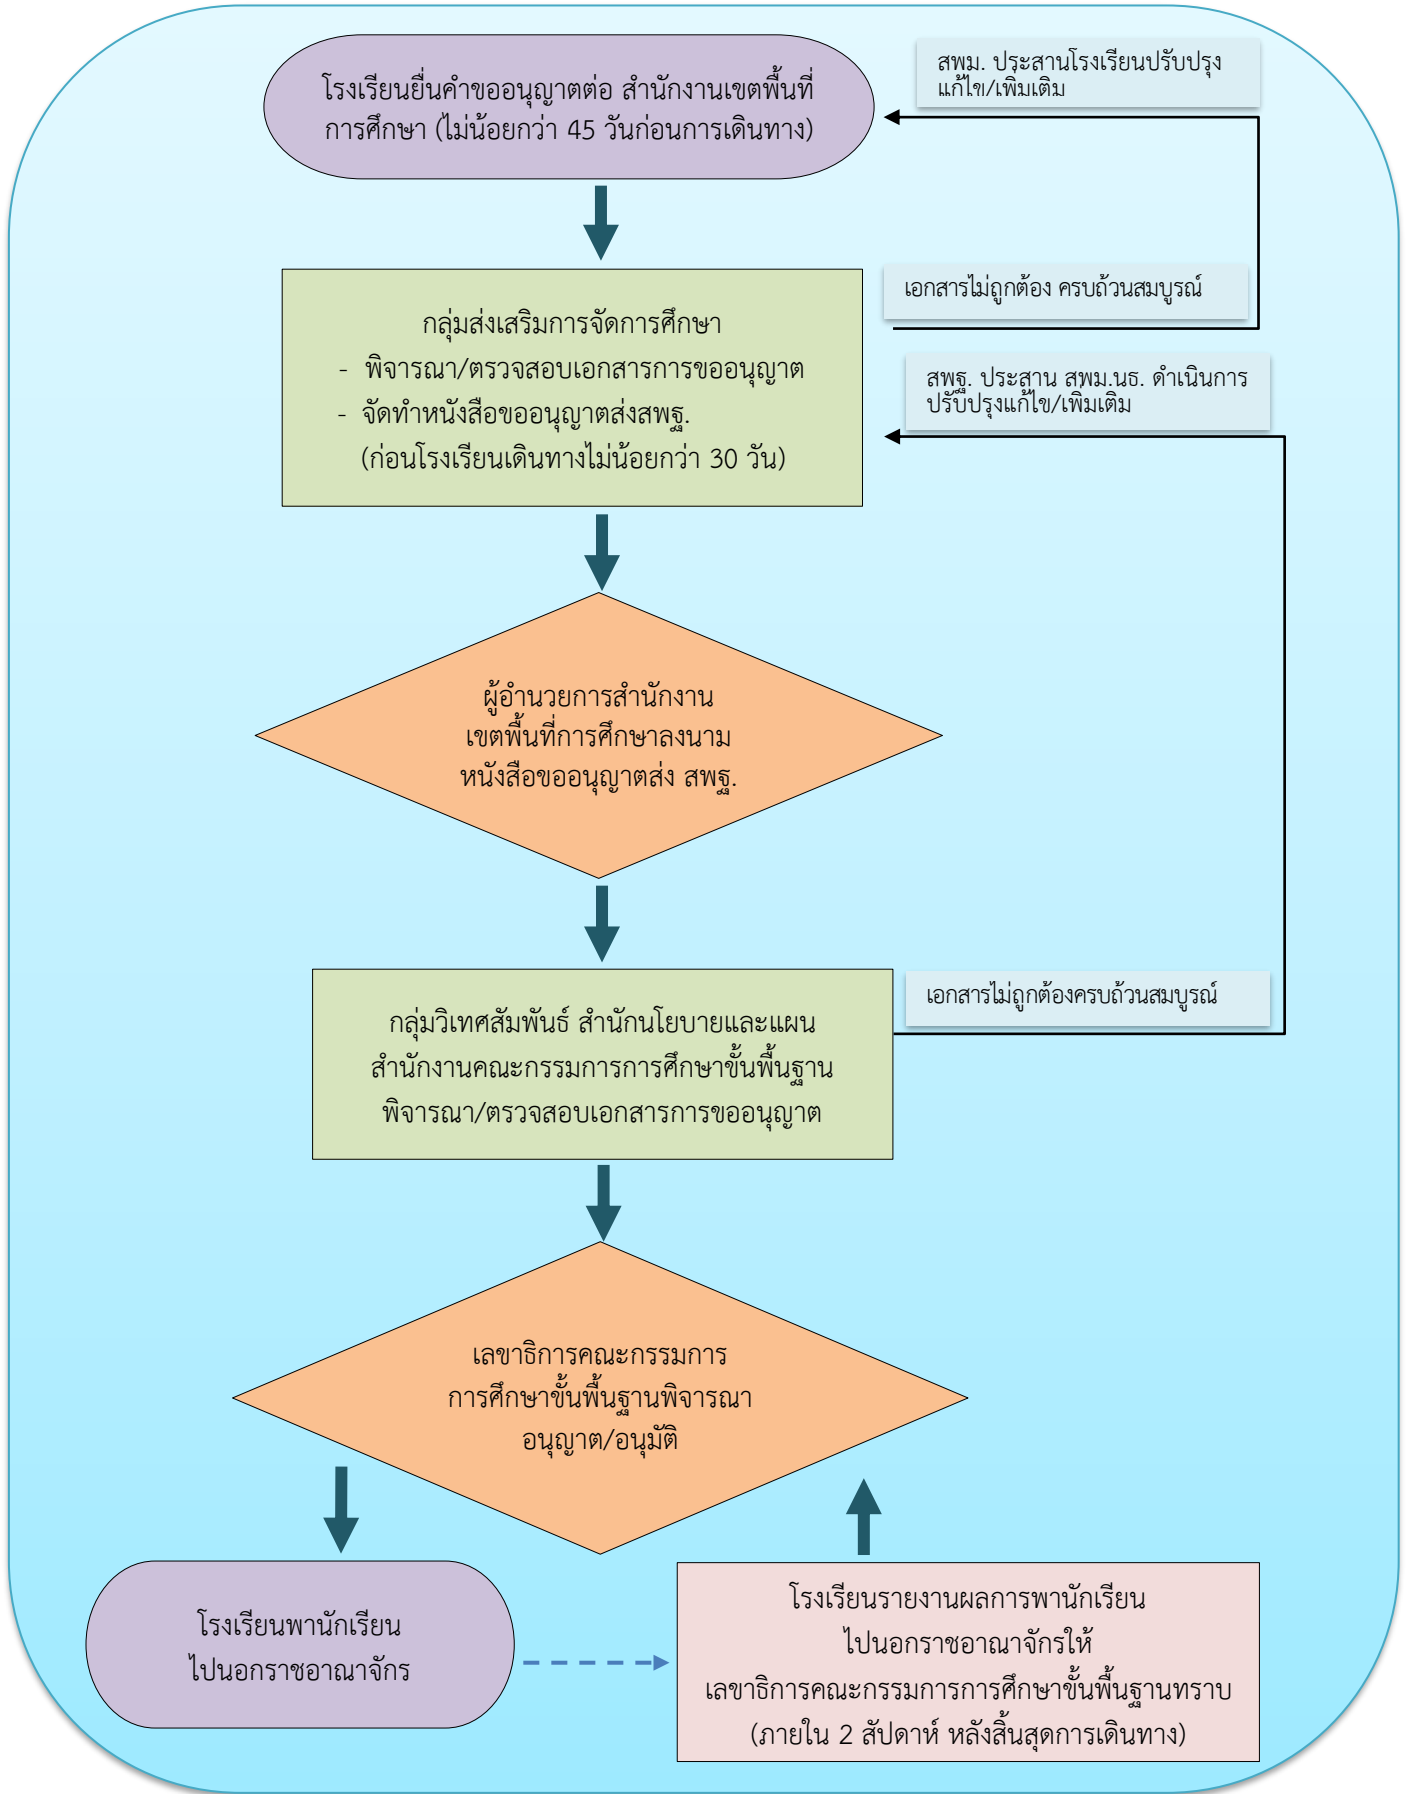 สพม. ประสานโรงเรียนปรับปรุง
แก้ไข/เพิ่มเติม
โรงเรียนยื่นคำขออนุญาตต่อ สำนักงานเขตพื้นที่
การศึกษา (ไม่น้อยกว่า 45 วันก่อนการเดินทาง)
เอกสารไม่ถูกต้อง ครบถ้วนสมบูรณ์
กลุ่มส่งเสริมการจัดการศึกษา
- พิจารณา/ตรวจสอบเอกสารการขออนุญาต
- จัดทำหนังสือขออนุญาตส่งสพฐ.
(ก่อนโรงเรียนเดินทางไม่น้อยกว่า 30 วัน)
สพฐ. ประสาน สพม.นธ. ดำเนินการ
ปรับปรุงแก้ไข/เพิ่มเติม
ผู้อำนวยการสำนักงาน
เขตพื้นที่การศึกษาลงนาม
หนังสือขออนุญาตส่ง สพฐ.
เอกสารไม่ถูกต้องครบถ้วนสมบูรณ์
กลุ่มวิเทศสัมพันธ์ สำนักนโยบายและแผน
สำนักงานคณะกรรมการการศึกษาขั้นพื้นฐาน
พิจารณา/ตรวจสอบเอกสารการขออนุญาต
เลขาธิการคณะกรรมการ
การศึกษาขั้นพื้นฐานพิจารณา
อนุญาต/อนุมัติ
โรงเรียนพานักเรียน
ไปนอกราชอาณาจักร
โรงเรียนรายงานผลการพานักเรียน
ไปนอกราชอาณาจักรให้
เลขาธิการคณะกรรมการการศึกษาขั้นพื้นฐานทราบ
(ภายใน 2 สัปดาห์ หลังสิ้นสุดการเดินทาง)